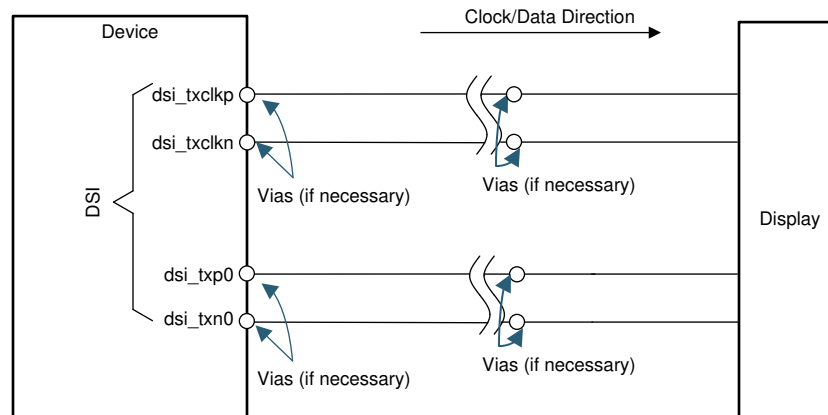 Clock/Data Direction
Device
dsi_txclkp
dsi_txclkn
Vias (if necessary)
Vias (if necessary)
DSI
Display
dsi_txp0
dsi_txn0
Vias (if necessary)
Vias (if necessary)